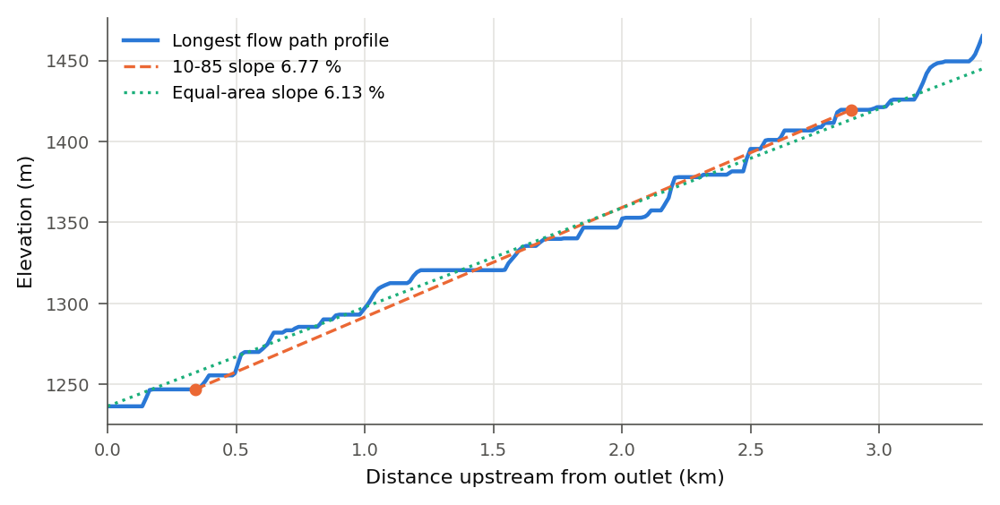 Longest flow path profile
10-85 slope 6.77 %
Equal-area slope 6.13 %
Elevation (m)
1450
1400
1350
1300
1250
0.0 0.5 1.0 1.5 2.0 2.5 3.0
Distance upstream from outlet (km)